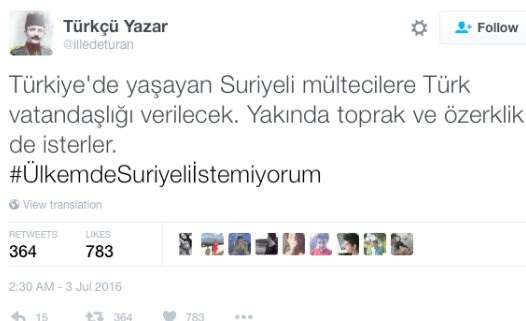 Türkçü Yazar
@illedeturan
Follow
Türkiye'de yaşayan Suriyeli mültecilere Türk
vatandaşlığı verilecek. Yakında toprak ve özerklik
de isterler.
#ÜlkemdeSuriyeliİstemiyorum
View translation
RETWEETS LIKES
364 783
2:30 AM - 3 Jul 2016
15 364 783